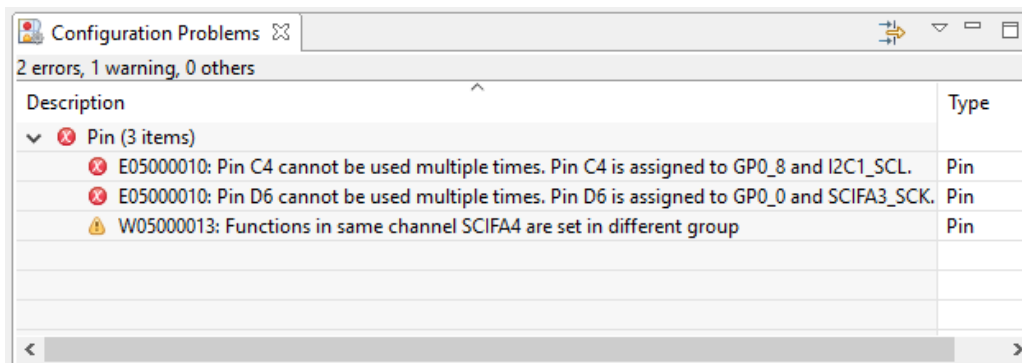 Configuration Problems
2 errors, 1 warning, 0 others
Description Type
Pin (3 items)
E05000010: Pin C4 cannot be used multiple times. Pin C4 is assigned to GP0_8 and I2C1_SCL. Pin
E05000010: Pin D6 cannot be used multiple times. Pin D6 is assigned to GP0_0 and SCIFA3_SCK. Pin
W05000013: Functions in same channel SCIFA4 are set in different group Pin